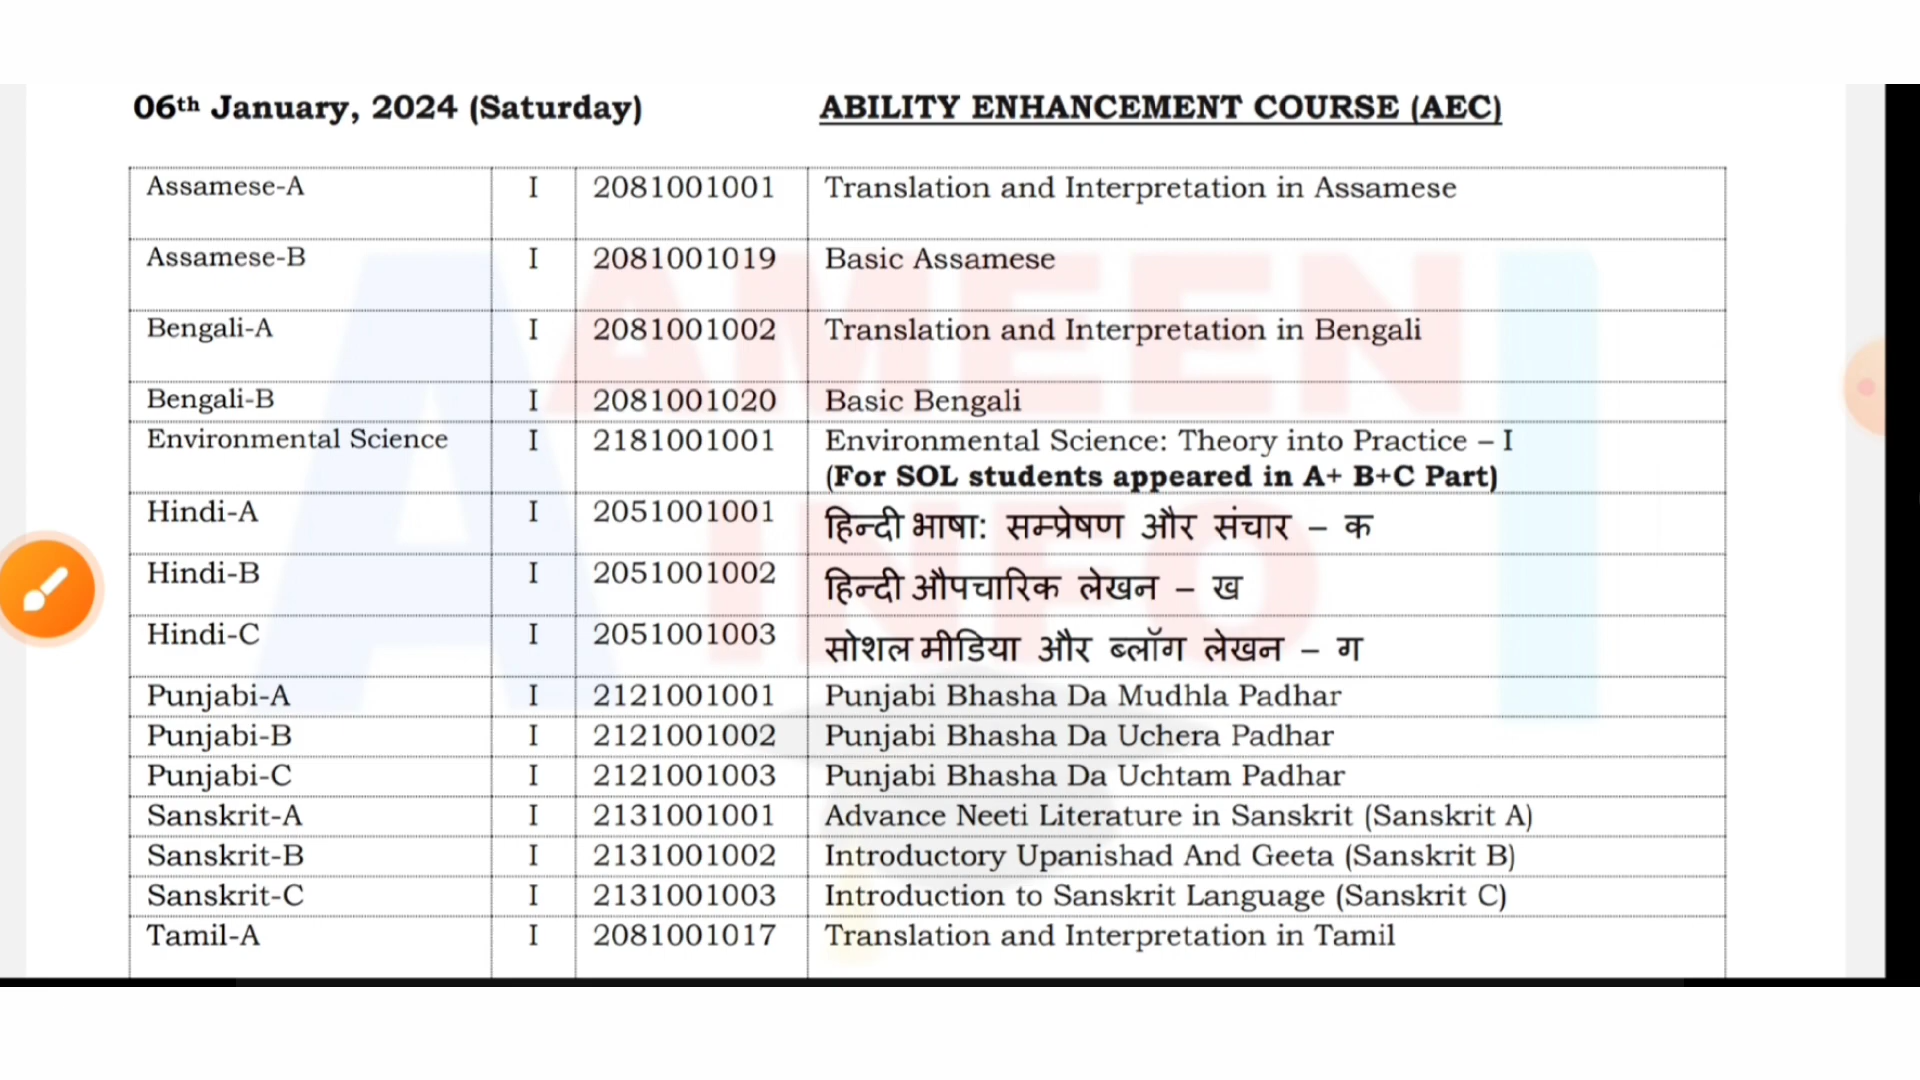 06th January, 2024 (Saturday) ABILITY ENHANCEMENT COURSE (AEC)
Assamese-A I 2081001001 Translation and Interpretation in Assamese
Assamese-B I 2081001019 Basic Assamese
Bengali-A I 2081001002 Translation and Interpretation in Bengali
Bengali-B I 2081001020 Basic Bengali
Environmental Science I 2181001001 Environmental Science: Theory into Practice – I
(For SOL students appeared in A+ B+C Part)
Hindi-A I 2051001001 हिन्दी भाषा: सम्प्रेषण और संचार – क
Hindi-B I 2051001002 हिन्दी औपचारिक लेखन – ख
Hindi-C I 2051001003 सोशल मीडिया और ब्लॉग लेखन – ग
Punjabi-A I 2121001001 Punjabi Bhasha Da Mudhla Padhar
Punjabi-B I 2121001002 Punjabi Bhasha Da Uchera Padhar
Punjabi-C I 2121001003 Punjabi Bhasha Da Uchtam Padhar
Sanskrit-A I 2131001001 Advance Neeti Literature in Sanskrit (Sanskrit A)
Sanskrit-B I 2131001002 Introductory Upanishad And Geeta (Sanskrit B)
Sanskrit-C I 2131001003 Introduction to Sanskrit Language (Sanskrit C)
Tamil-A I 2081001017 Translation and Interpretation in Tamil
AMEEN
INFO